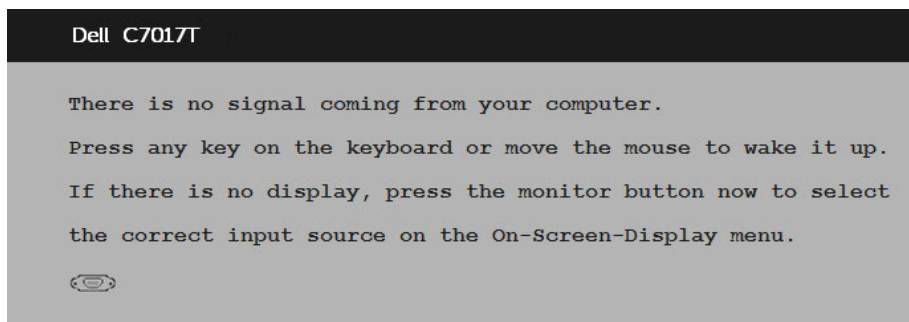 Dell C7017T
There is no signal coming from your computer.
Press any key on the keyboard or move the mouse to wake it up.
If there is no display, press the monitor button now to select
the correct input source on the On-Screen-Display menu.